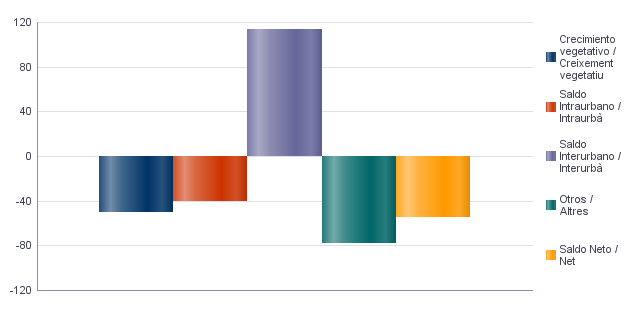 120
80
40
0
-40
-80
-120
Crecimiento
vegetativo /
Creixement
vegetatiu
Saldo
Intraurbano /
Intraurbà
Saldo
Interurbano /
Interurbà
Otros /
Altres
Saldo Neto /
Net